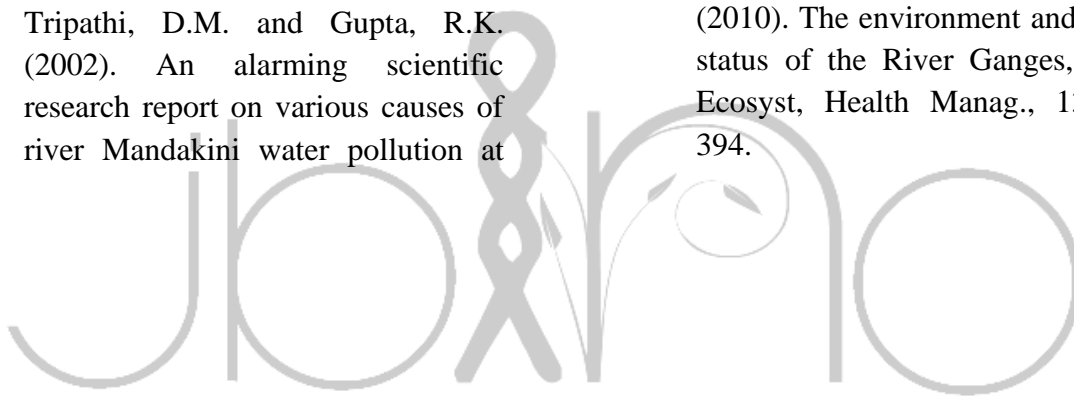 Tripathi, D.M. and Gupta, R.K.
(2002). An alarming scientific
research report on various causes of
river Mandakini water pollution at
(2010). The environment and
status of the River Ganges,
Ecosyst, Health Manag.,
394.
jbino